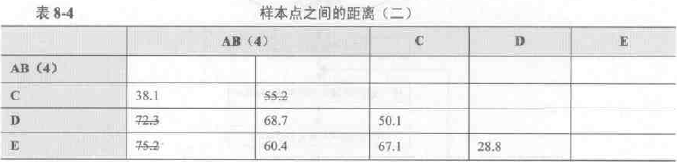 表 8-4 样本点之间的距离（二）
AB（4） C D E
AB（4）
C 38.1 55.2
D 72.3 68.7 50.1
E 75.2 60.4 67.1 28.8